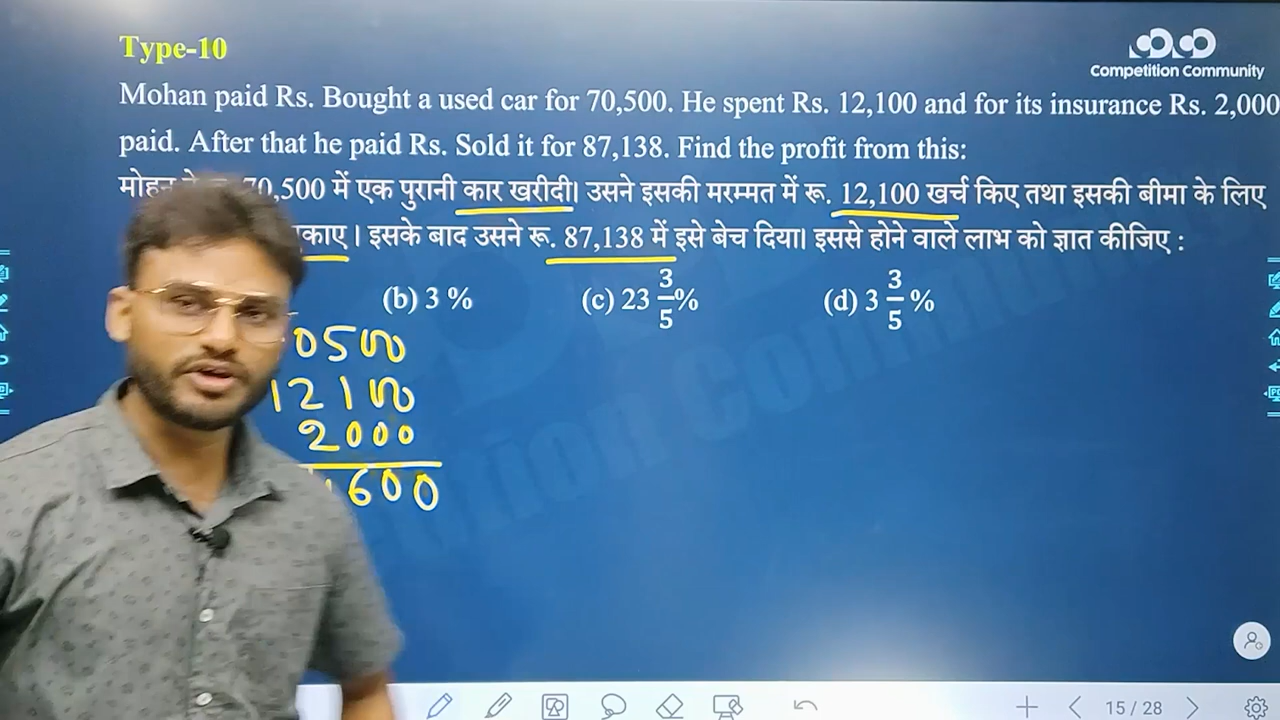 Type-10
Competition Community
Mohan paid Rs. Bought a used car for 70,500. He spent Rs. 12,100 and for its insurance Rs. 2,000
paid. After that he paid Rs. Sold it for 87,138. Find the profit from this:
70,500 में एक पुरानी कार खरीदी। उसने इसकी मरम्मत में रू. 12,100 खर्च किए तथा इसकी बीमा के लिए
इसके बाद उसने रू. 87,138 में इसे बेच दिया। इससे होने वाले लाभ को ज्ञात कीजिए :
(b) 3 % (c) 23 3/5 % (d) 3 3/5 %
0500
12100
2000
600
15 / 28